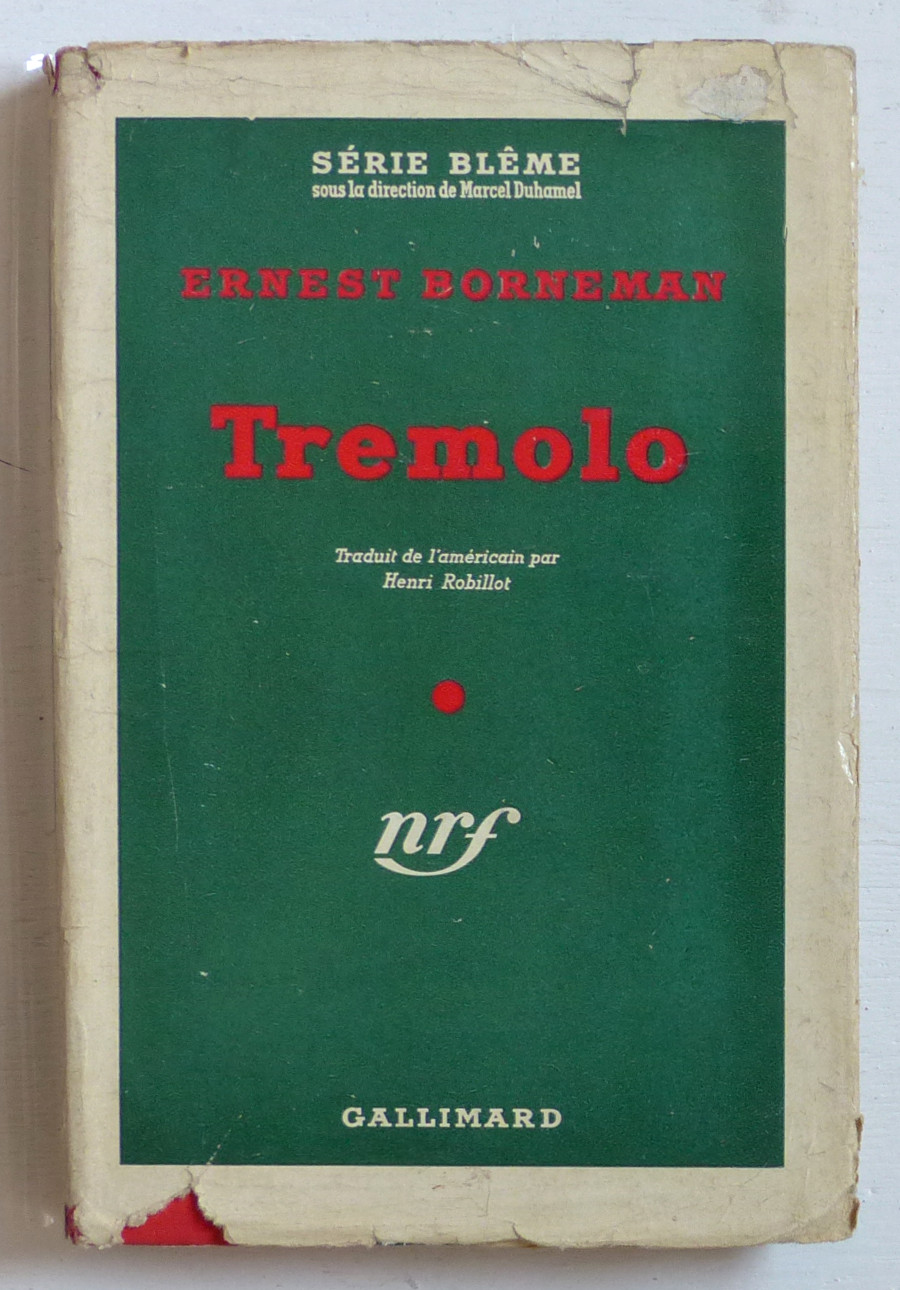 SÉRIE BLÊME
sous la direction de Marcel Duhamel
ERNEST BORNEMAN
Tremolo
Traduit de l'américain par
Henri Robillot
nrf
GALLIMARD